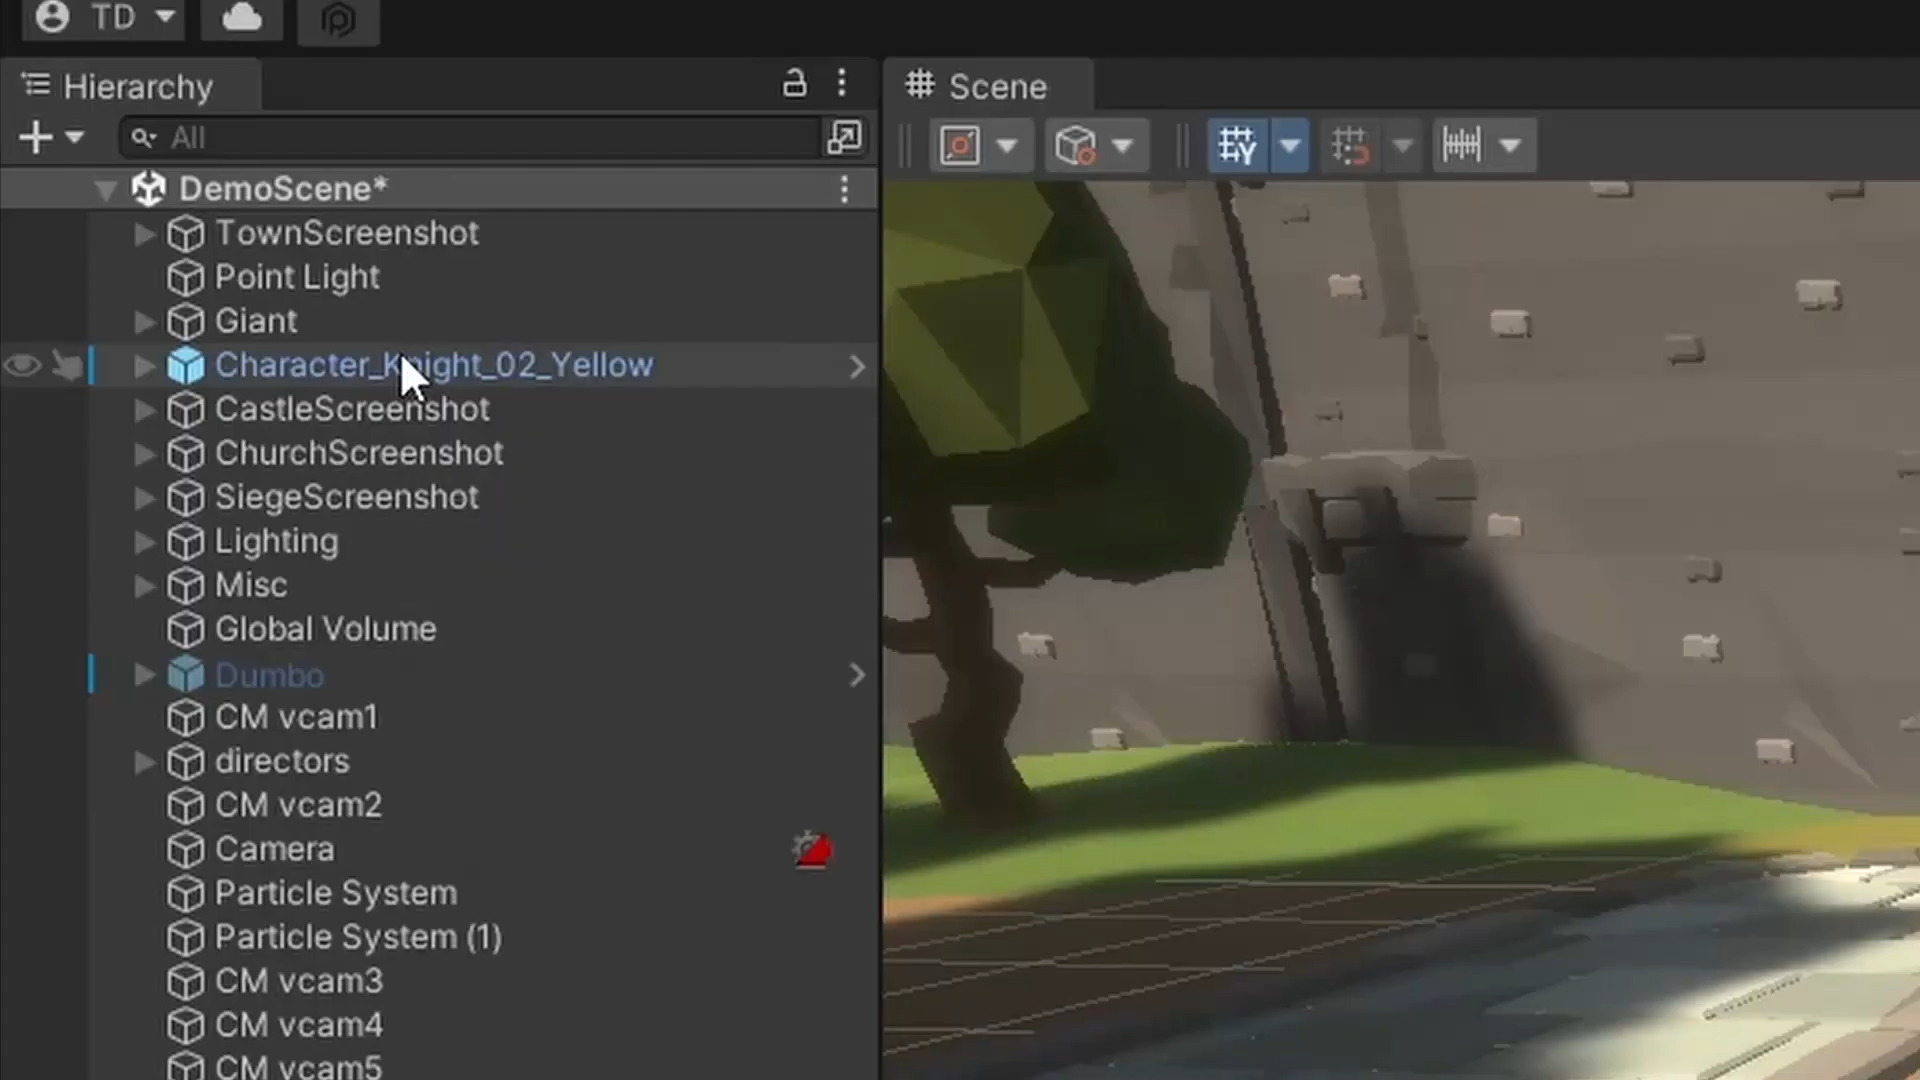 TD
Hierarchy
All
DemoScene*
TownScreenshot
Point Light
Giant
Character_Knight_02_Yellow
CastleScreenshot
ChurchScreenshot
SiegeScreenshot
Lighting
Misc
Global Volume
Dumbo
CM vcam1
directors
CM vcam2
Camera
Particle System
Particle System (1)
CM vcam3
CM vcam4
CM vcam5
Scene